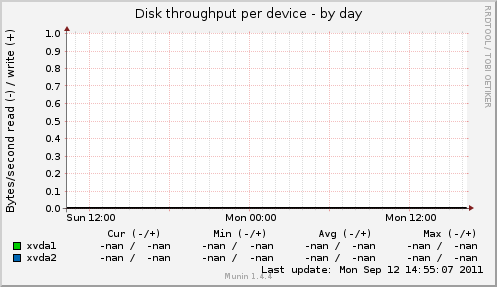 Disk throughput per device - by day
RRDTOOL / TOBI OETIKER
Bytes/second read (-) / write (+)
1.0
0.9
0.8
0.7
0.6
0.5
0.4
0.3
0.2
0.1
0.0
Sun 12:00 Mon 00:00 Mon 12:00
Cur (-/+) Min (-/+) Avg (-/+) Max (-/+)
xvda1 -nan / -nan -nan / -nan -nan / -nan -nan / -nan
xvda2 -nan / -nan -nan / -nan -nan / -nan -nan / -nan
Last update: Mon Sep 12 14:55:07 2011
Munin 1.4.4